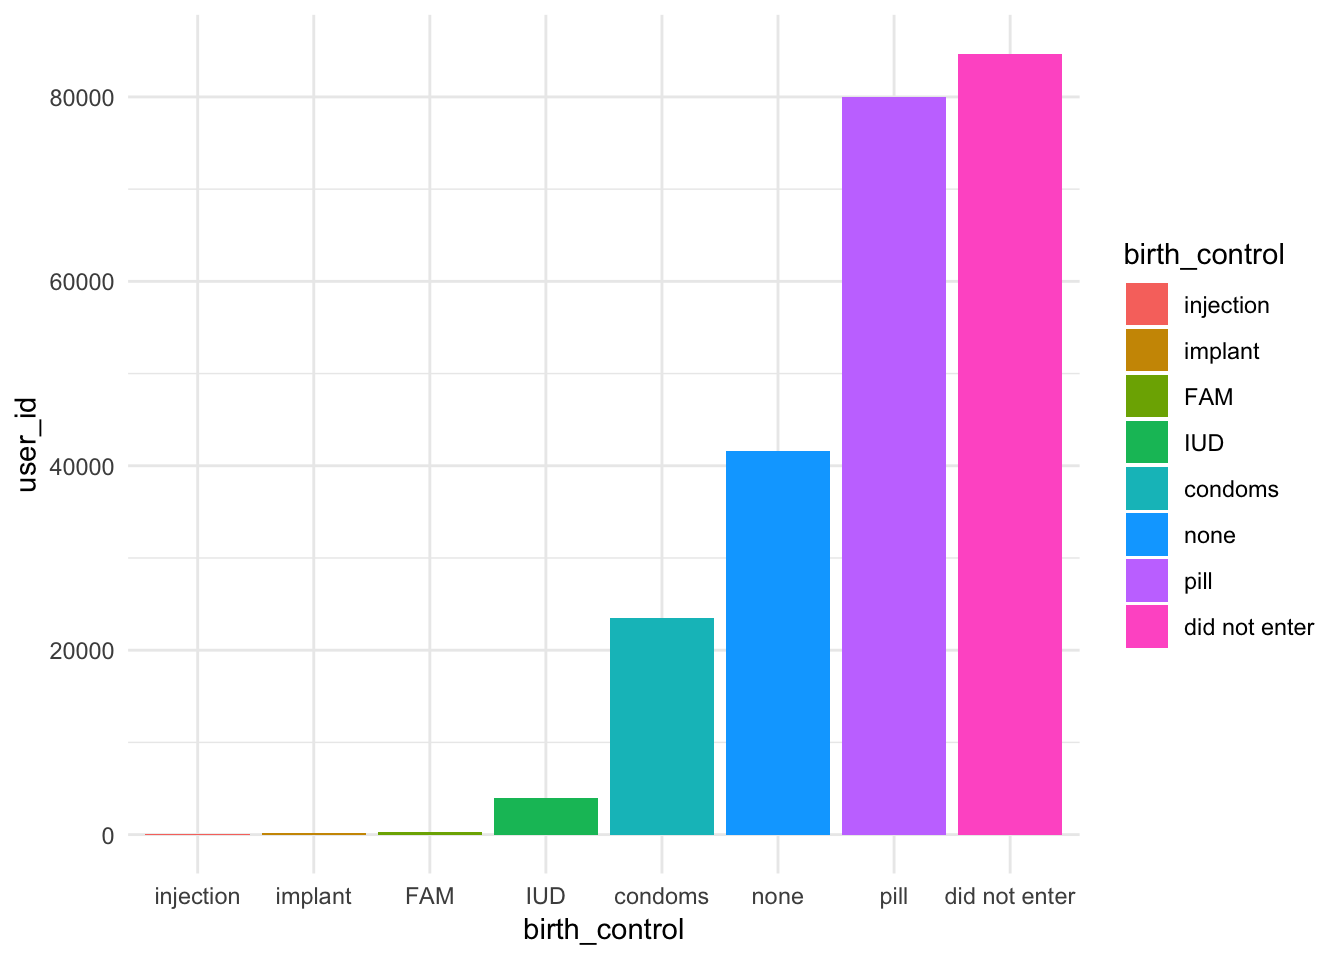 80000
60000
40000
20000
0
user_id
injection implant FAM IUD condoms none pill did not enter
birth_control
birth_control
injection
implant
FAM
IUD
condoms
none
pill
did not enter